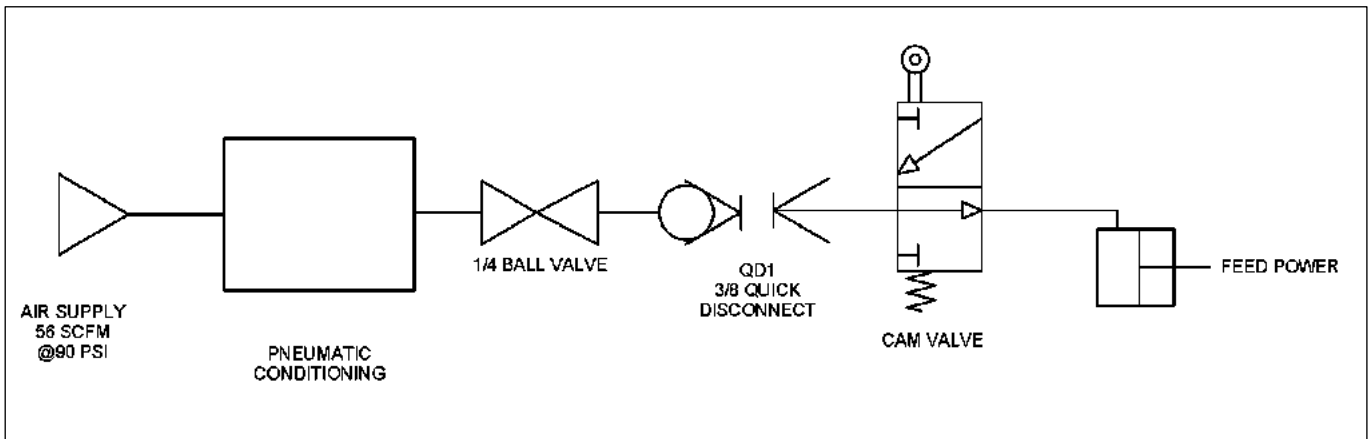 AIR SUPPLY
56 SCFM
@90 PSI
PNEUMATIC
CONDITIONING
1/4 BALL VALVE
QD1
3/8 QUICK
DISCONNECT
CAM VALVE
FEED POWER